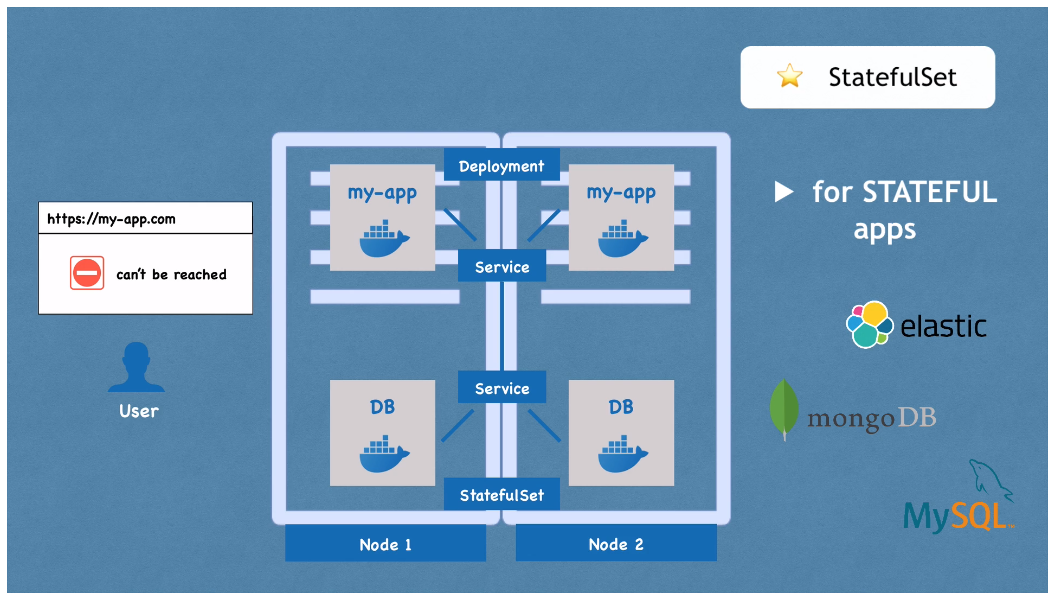 StatefulSet
for STATEFUL
apps
https://my-app.com
can't be reached
User
Deployment
my-app
my-app
Service
Service
DB
DB
StatefulSet
Node 1
Node 2
elastic
mongoDB
MySQL™